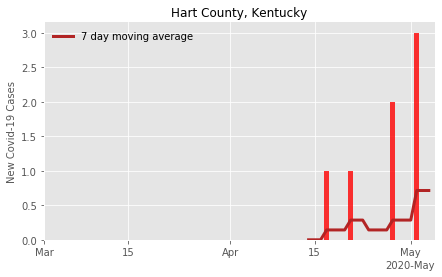 Hart County, Kentucky
7 day moving average
New Covid-19 Cases
3.0
2.5
2.0
1.5
1.0
0.5
0.0
Mar 15 Apr 15 May
2020-May